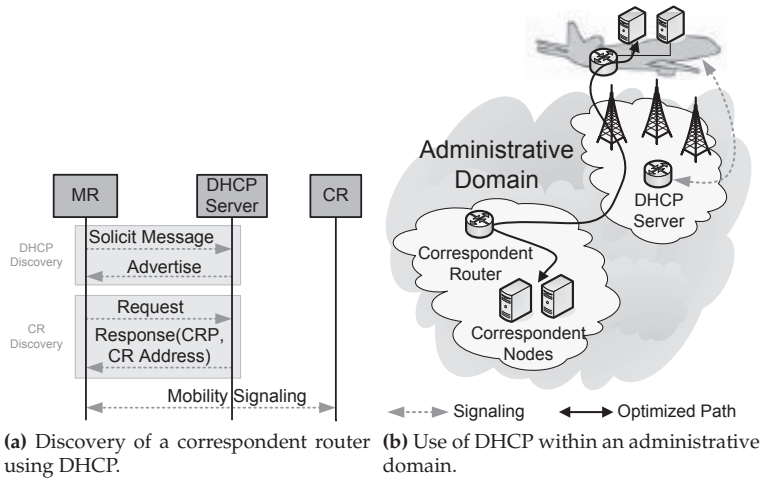 MR
DHCP
Server
CR
DHCP
Discovery
Solicit Message
Advertise
CR
Discovery
Request
Response(CRP,
CR Address)
Mobility Signaling
(a) Discovery of a correspondent router
using DHCP.
Administrative
Domain
DHCP
Server
Correspondent
Router
Correspondent
Nodes
Signaling
Optimized Path
(b) Use of DHCP within an administrative
domain.